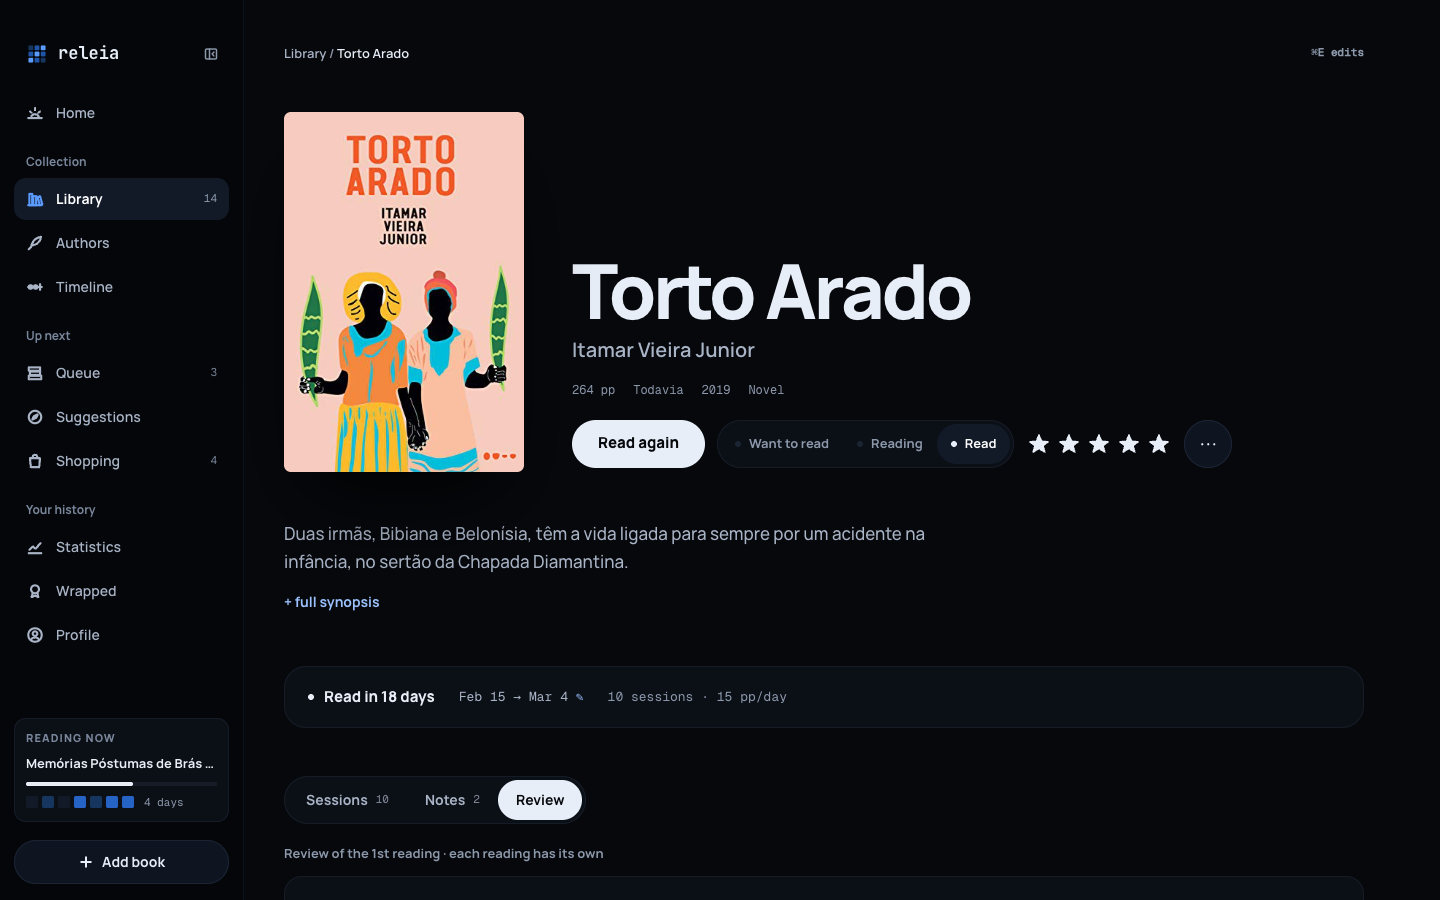 releia
Home
Collection
Library 14
Authors
Timeline
Up next
Queue 3
Suggestions
Shopping 4
Your history
Statistics
Wrapped
Profile
READING NOW
Memórias Póstumas de Brás ...
4 days
+ Add book
Library / Torto Arado
⌘E edits
TORTO
ARADO
ITAMAR
VIEIRA
JUNIOR
Torto Arado
Itamar Vieira Junior
264 pp Todavia 2019 Novel
Read again
Want to read Reading Read
Duas irmãs, Bibiana e Belonísia, têm a vida ligada para sempre por um acidente na
infância, no sertão da Chapada Diamantina.
+ full synopsis
Read in 18 days Feb 15 → Mar 4 ✎ 10 sessions · 15 pp/day
Sessions 10 Notes 2 Review
Review of the 1st reading · each reading has its own